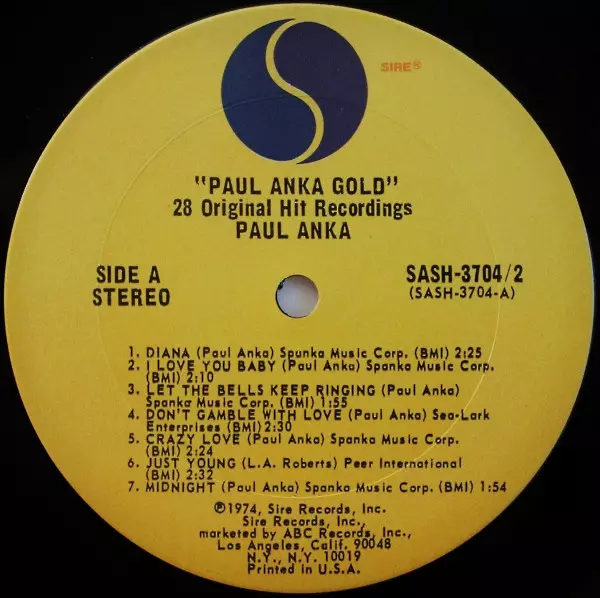 SIRE®
"PAUL ANKA GOLD"
28 Original Hit Recordings
PAUL ANKA
SIDE A
STEREO
SASH-3704/2
(SASH-3704-A)
1. DIANA (Paul Anka) Spanka Music Corp. (BMI) 2:25
2. I LOVE YOU BABY (Paul Anka) Spanka Music Corp.
(BMI) 2:10
3. LET THE BELLS KEEP RINGING (Paul Anka)
Spanka Music Corp. (BMI) 1:55
4. DON'T GAMBLE WITH LOVE (Paul Anka) Sea-Lark
Enterprises (BMI) 2:30
5. CRAZY LOVE (Paul Anka) Spanka Music Corp.
(BMI) 2:24
6. JUST YOUNG (L.A. Roberts) Peer International
(BMI) 2:32
7. MIDNIGHT (Paul Anka) Spanka Music Corp. (BMI) 1:54
℗1974, Sire Records, Inc.
Sire Records, Inc.,
marketed by ABC Records, Inc.,
Los Angeles, Calif. 90048
N.Y., N.Y. 10019
Printed in U.S.A.